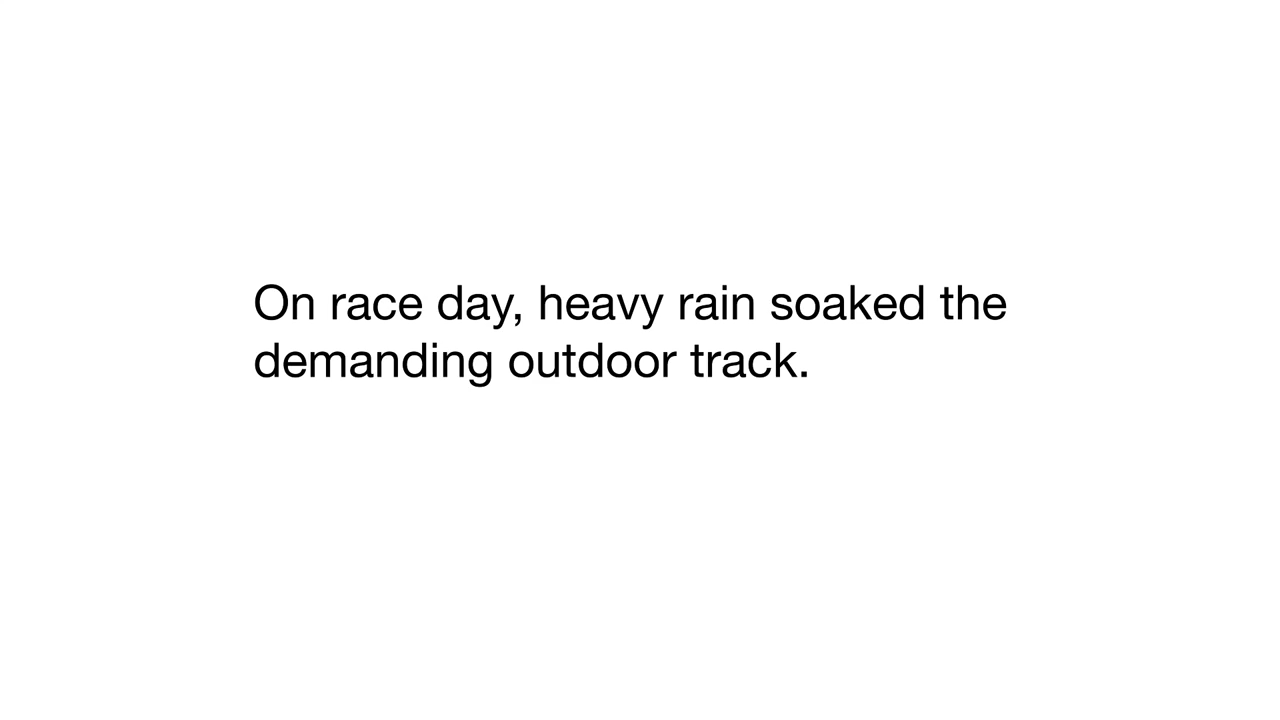 On race day, heavy rain soaked the
demanding outdoor track.